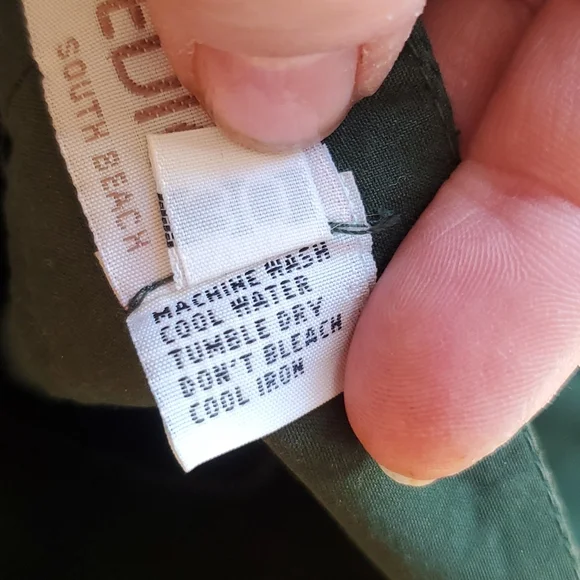 SOUTH BEACH
MACHINE WASH
COOL WATER
TUMBLE DRY
DON'T BLEACH
COOL IRON